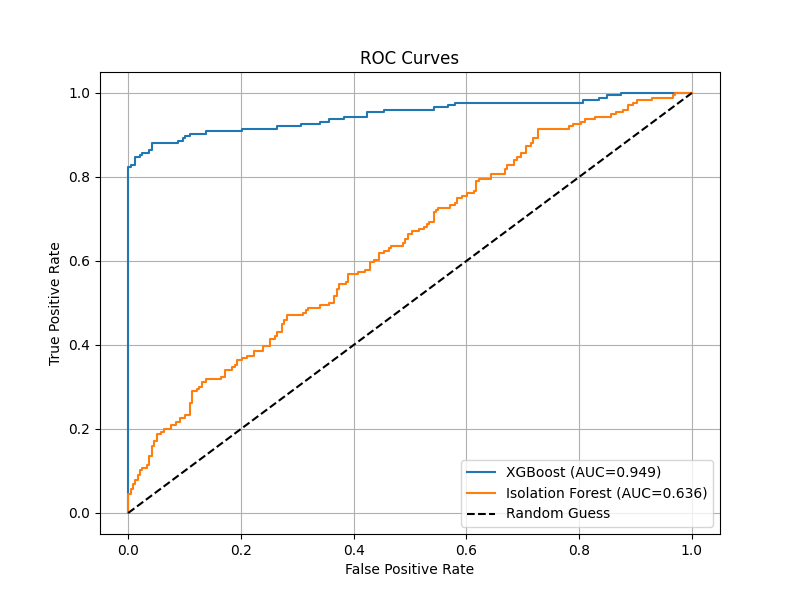 ROC Curves
1.0
0.8
0.6
0.4
0.2
0.0
True Positive Rate
0.0 0.2 0.4 0.6 0.8 1.0
False Positive Rate
XGBoost (AUC=0.949)
Isolation Forest (AUC=0.636)
Random Guess